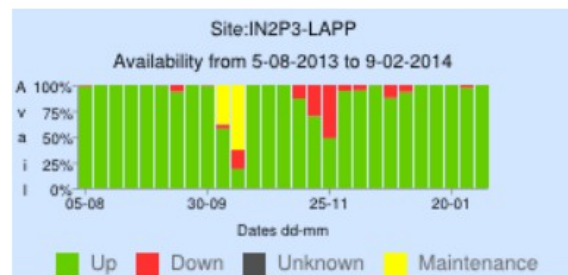 Site:IN2P3-LAPP
Availability from 5-08-2013 to 9-02-2014
A
v
a
i
l
100%
75%
50%
25%
0%
05-08 30-09 25-11 20-01
Dates dd-mm
Up Down Unknown Maintenance